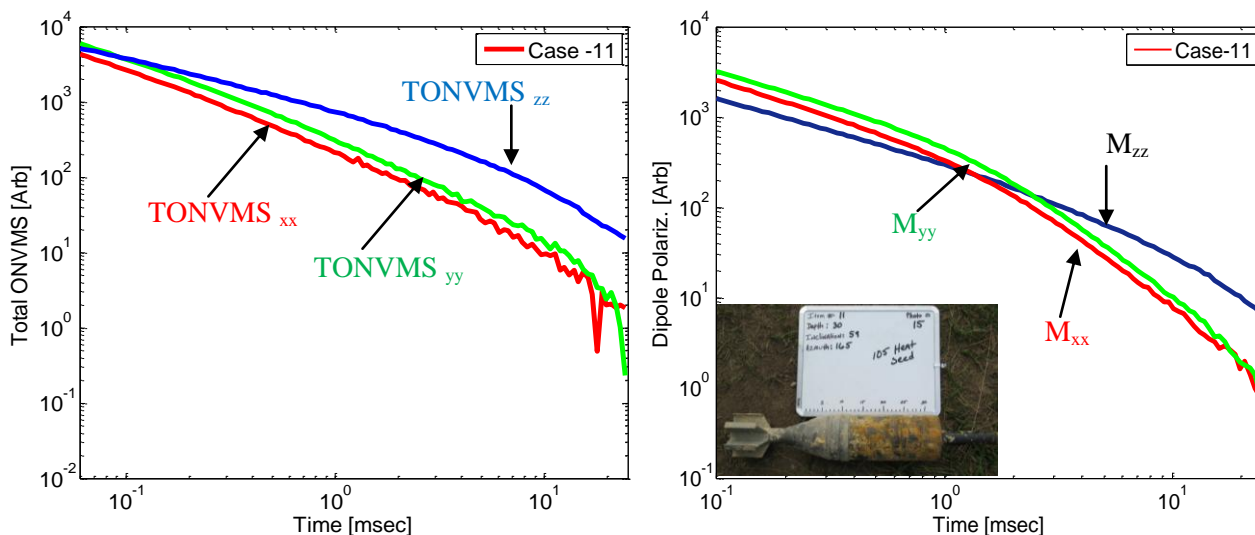 Total ONVMS [Arb]
10^4
10^3
10^2
10^1
10^0
10^-1
10^-2
Case -11
TONVMS zz
TONVMS xx
TONVMS yy
10^-1
10^0
10^1
Time [msec]
Dipole Polariz. [Arb]
10^4
10^3
10^2
10^1
10^0
10^-1
Case-11
Mzz
Myy
Mxx
Item #: 11
Photo #:
15
Depth: 30
Inclination: 59
Azimuth: 165
105 Heat
Seed
10^-1
10^0
10^1
Time [msec]